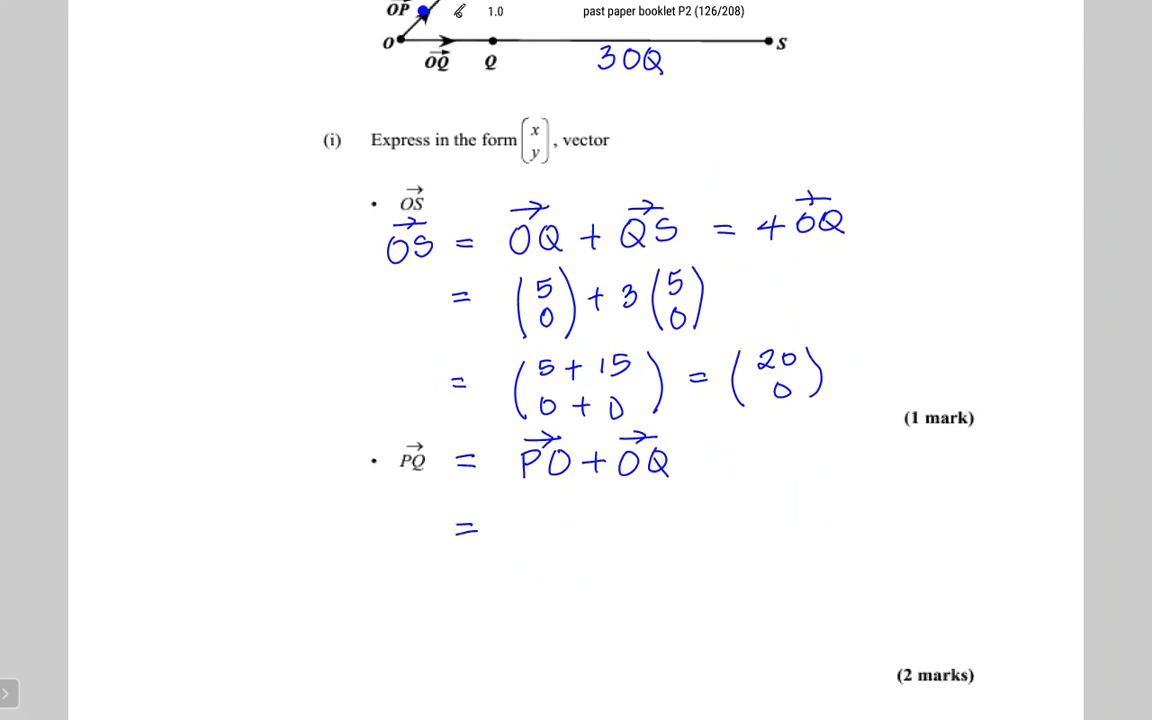 OP 1.0 past paper booklet P2 (126/208)
O S
OQ Q 3OQ
(i) Express in the form (x y), vector
• OS
OS = OQ + QS = 4 OQ
= (5 0) + 3 (5 0)
= (5 + 15 0 + 0) = (20 0)
(1 mark)
• PQ = PO + OQ
=
(2 marks)